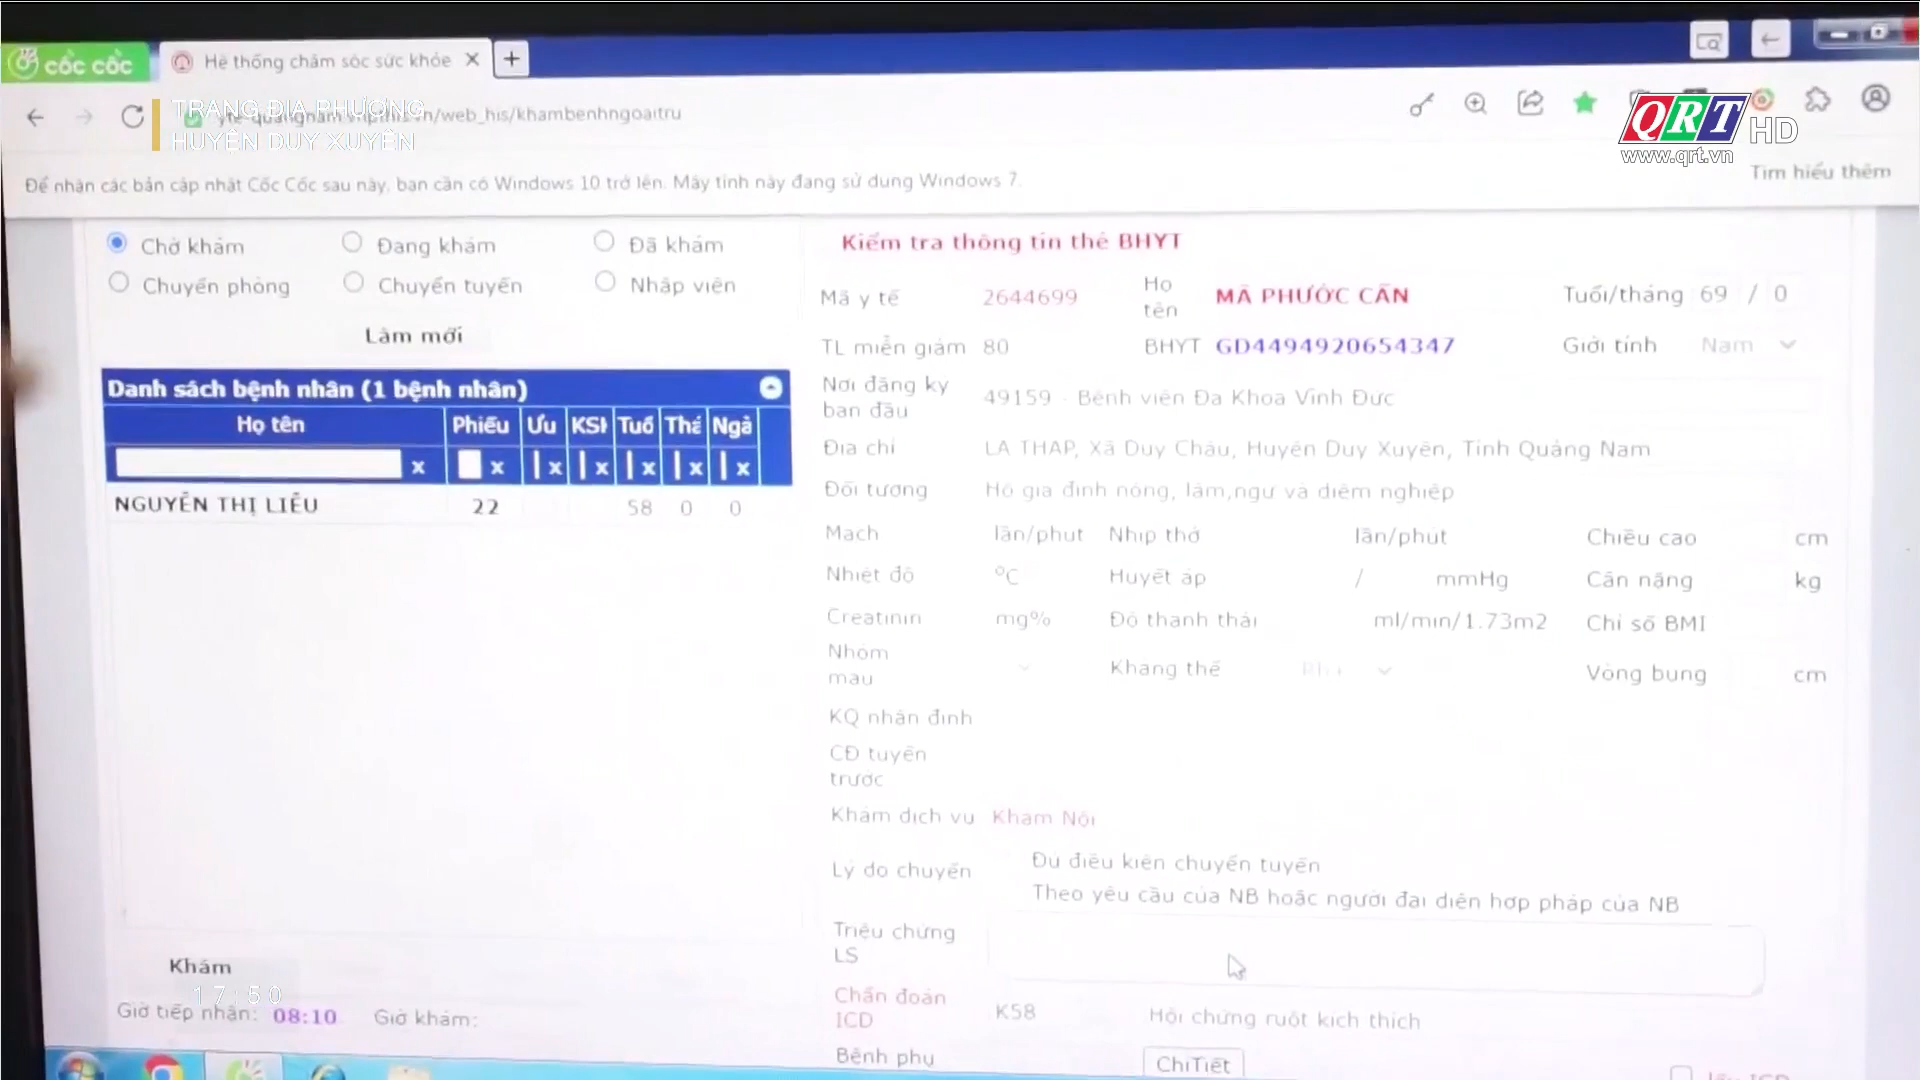 cốc cốc
Hệ thống chăm sóc sức khỏe
TRANG ĐỊA PHƯƠNG
HUYỆN DUY XUYÊN
/web_his/khambenhngoaitru
QRT HD
www.qrt.vn
Để nhận các bản cập nhật Cốc Cốc sau này, bạn cần có Windows 10 trở lên. Máy tính này đang sử dụng Windows 7.
Tìm hiểu thêm
Chờ khám Đang khám Đã khám
Chuyển phòng Chuyển tuyến Nhập viện
Làm mới
Danh sách bệnh nhân (1 bệnh nhân)
Họ tên Phiếu Ưu Tuổ Thá Ngà
x x x x x x x
NGUYỄN THỊ LIỄU 22 58 0 0
Khám
17:50
Giờ tiếp nhận: 08:10 Giờ khám:
Kiểm tra thông tin thẻ BHYT
Mã y tế 2644699 Họ tên MÃ PHƯỚC CẨN Tuổi/tháng 69 / 0
TL miễn giảm 80 BHYT GD4494920654347 Giới tính Nam
Nơi đăng ký ban đầu 49159 - Bệnh viện Đa Khoa Vĩnh Đức
Địa chỉ LA THAP, Xã Duy Châu, Huyện Duy Xuyên, Tỉnh Quảng Nam
Đối tượng Hộ gia đình nông, lâm,ngư và diêm nghiệp
Mạch lần/phút Nhịp thở lần/phút Chiều cao cm
Nhiệt độ °C Huyết áp / mmHg Cân nặng kg
Creatinin mg% Độ thanh thải ml/min/1.73m2 Chỉ số BMI
Nhóm máu Kháng thể Vòng bụng cm
KQ nhận định
CĐ tuyến trước
Khám dịch vụ Khám Nội
Lý do chuyển Đủ điều kiện chuyển tuyến
Theo yêu cầu của NB hoặc người đại diện hợp pháp của NB
Triệu chứng LS
Chẩn đoán ICD K58 Hội chứng ruột kích thích
Bệnh phụ ChiTiết